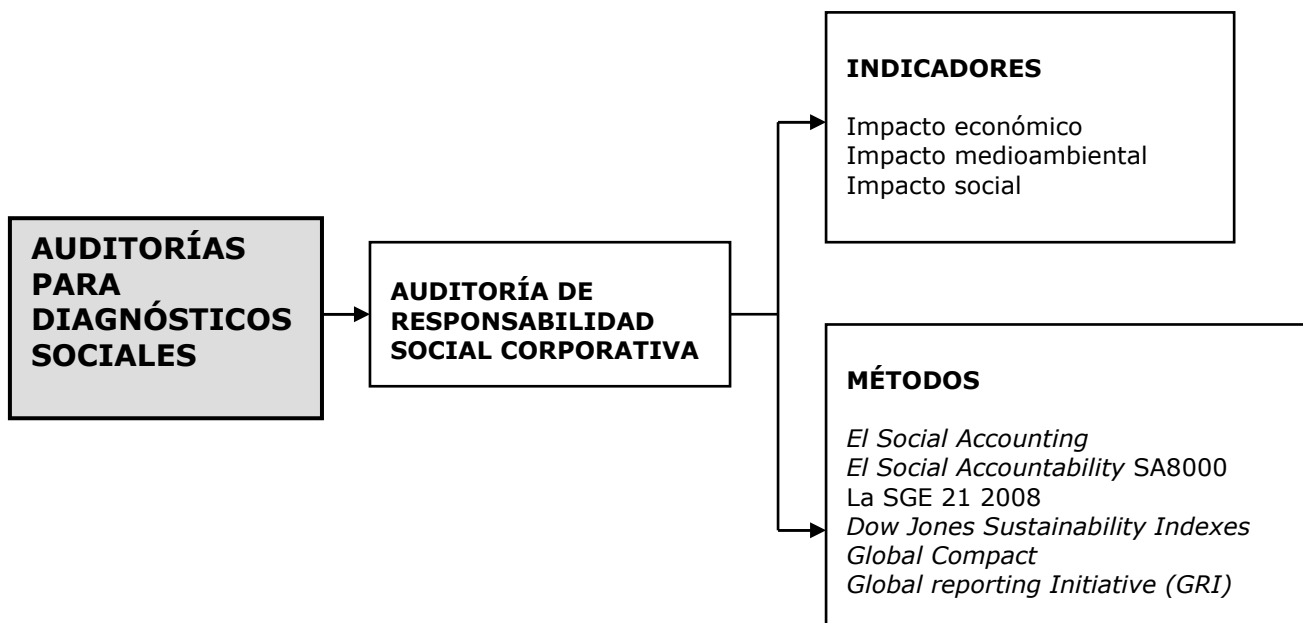 AUDITORÍAS
PARA
DIAGNÓSTICOS
SOCIALES
AUDITORÍA DE
RESPONSABILIDAD
SOCIAL CORPORATIVA
INDICADORES
Impacto económico
Impacto medioambiental
Impacto social
MÉTODOS
El Social Accounting
El Social Accountability SA8000
La SGE 21 2008
Dow Jones Sustainability Indexes
Global Compact
Global reporting Initiative (GRI)